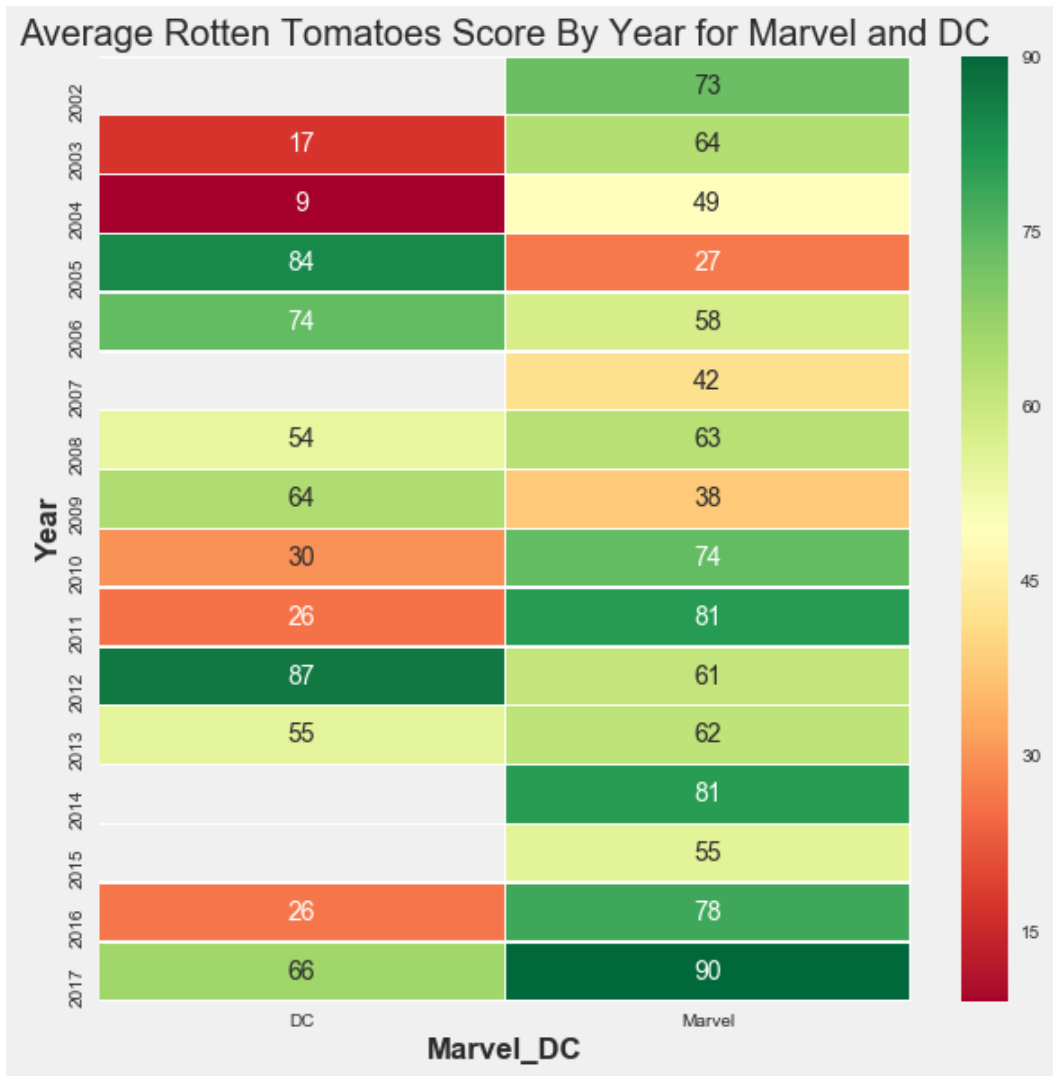 Average Rotten Tomatoes Score By Year for Marvel and DC
90
2002 73
2003 17 64
2004 9 49
75
2005 84 27
2006 74 58
2007 42
60
2008 54 63
2009 64 38
Year
2010 30 74
45
2011 26 81
2012 87 61
2013 55 62
30
2014 81
2015 55
2016 26 78
15
2017 66 90
DC Marvel
Marvel_DC